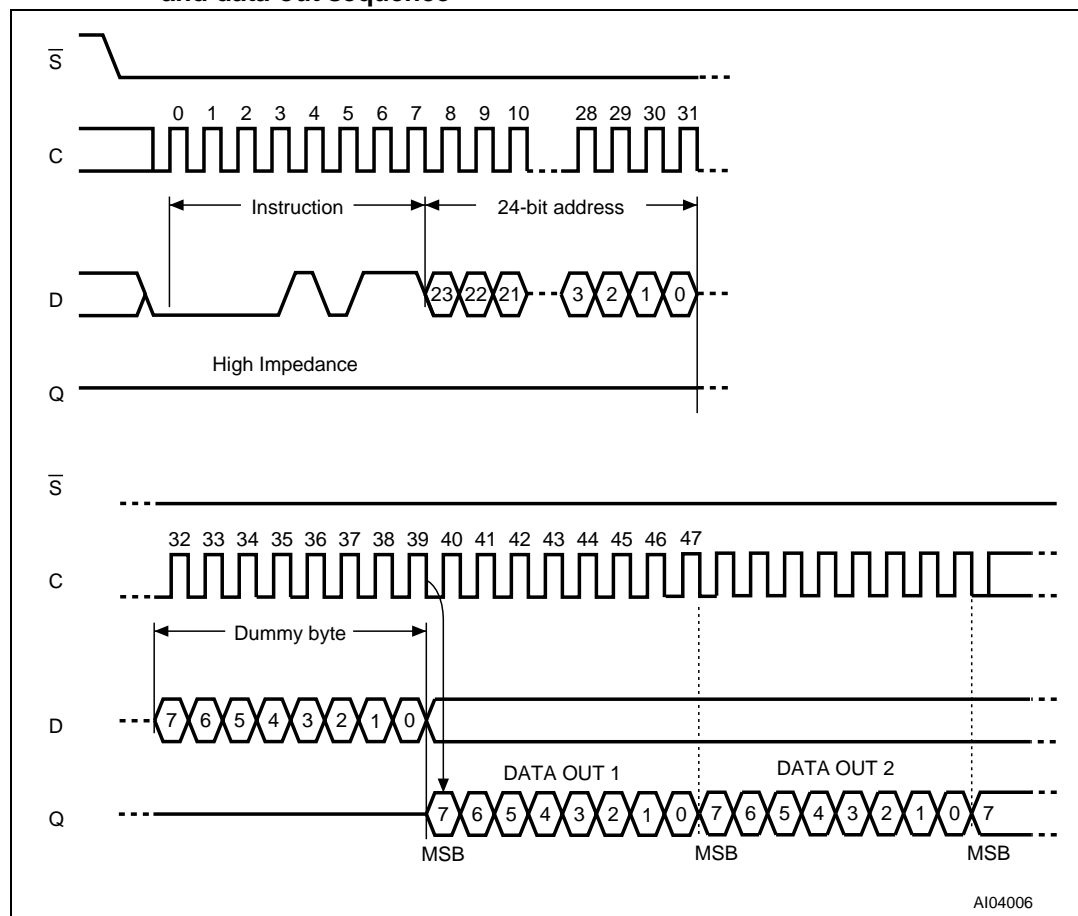 S
0 1 2 3 4 5 6 7 8 9 10 28 29 30 31
C
Instruction 24-bit address
D 23 22 21 3 2 1 0
High Impedance
Q
S
32 33 34 35 36 37 38 39 40 41 42 43 44 45 46 47
C
Dummy byte
D 7 6 5 4 3 2 1 0
DATA OUT 1 DATA OUT 2
Q 7 6 5 4 3 2 1 0 7 6 5 4 3 2 1 0 7
MSB MSB MSB
AI04006